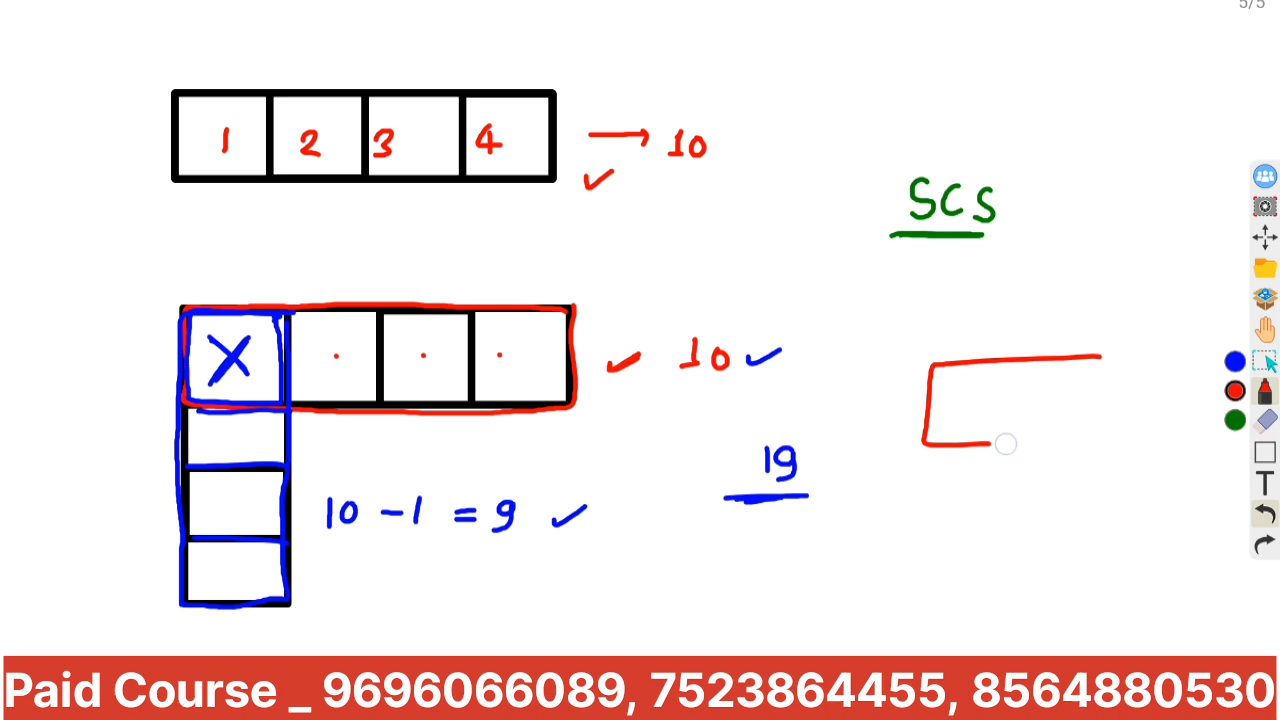 5/5
1 2 3 4 → 10 ✓
SCS
X ✓ 10 ✓
19
10 - 1 = 9 ✓
T
Paid Course _ 9696066089, 7523864455, 8564880530